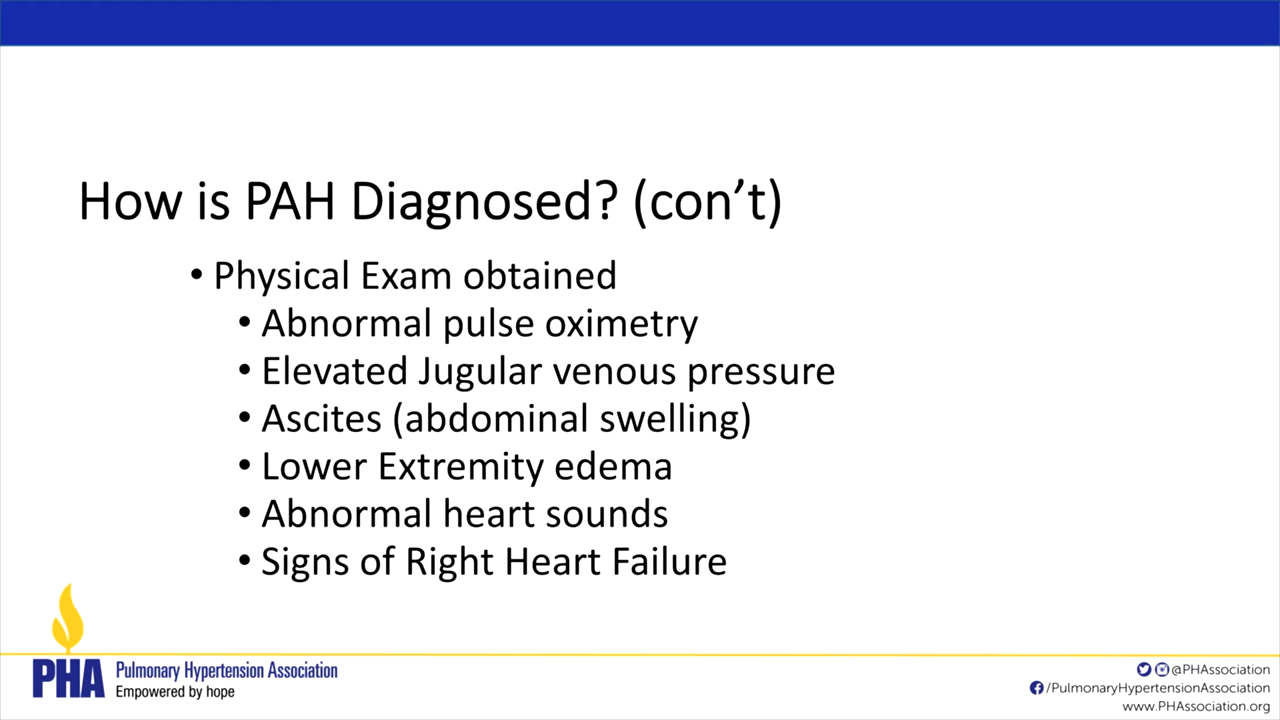 How is PAH Diagnosed? (con’t)
• Physical Exam obtained
• Abnormal pulse oximetry
• Elevated Jugular venous pressure
• Ascites (abdominal swelling)
• Lower Extremity edema
• Abnormal heart sounds
• Signs of Right Heart Failure
PHA
Pulmonary Hypertension Association
Empowered by hope
@PHAssociation
/PulmonaryHypertensionAssociation
www.PHAssociation.org